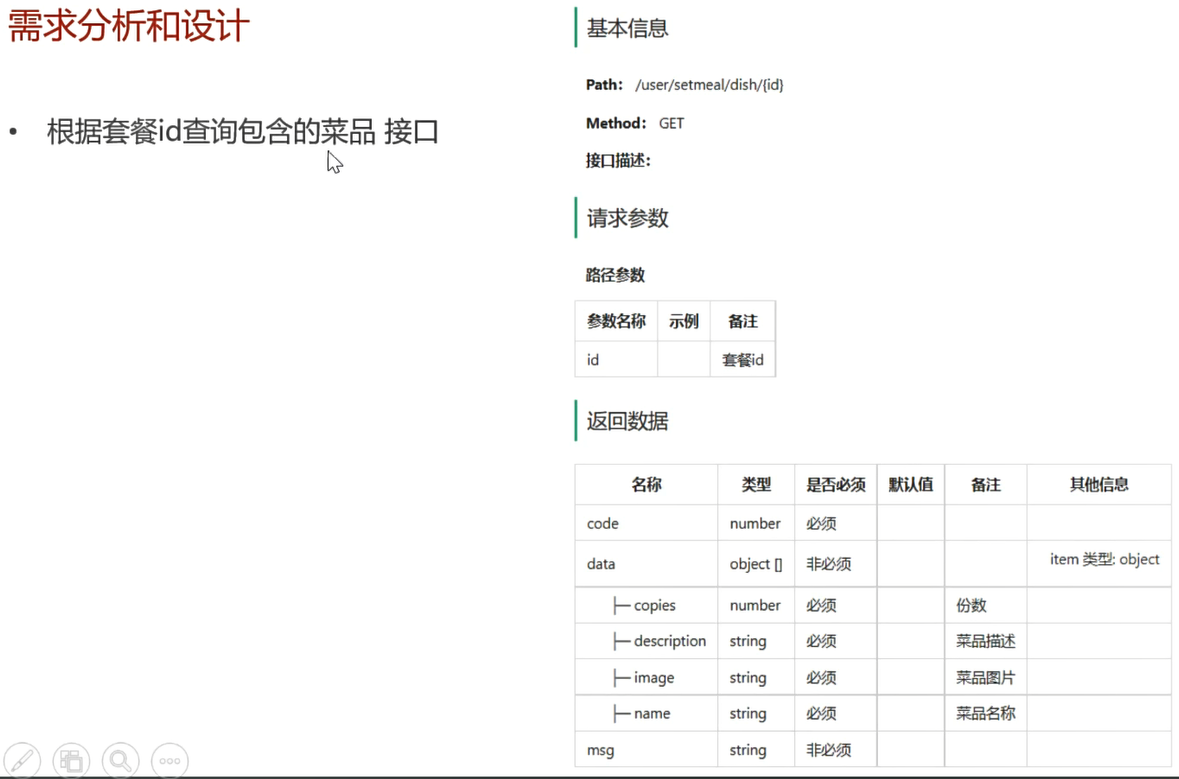 需求分析和设计
• 根据套餐id查询包含的菜品 接口
基本信息
Path: /user/setmeal/dish/{id}
Method: GET
接口描述:
请求参数
路径参数
参数名称 示例 备注
id 套餐id
返回数据
名称 类型 是否必须 默认值 备注 其他信息
code number 必须
data object [] 非必须 item 类型: object
├─ copies number 必须 份数
├─ description string 必须 菜品描述
├─ image string 必须 菜品图片
├─ name string 必须 菜品名称
msg string 非必须